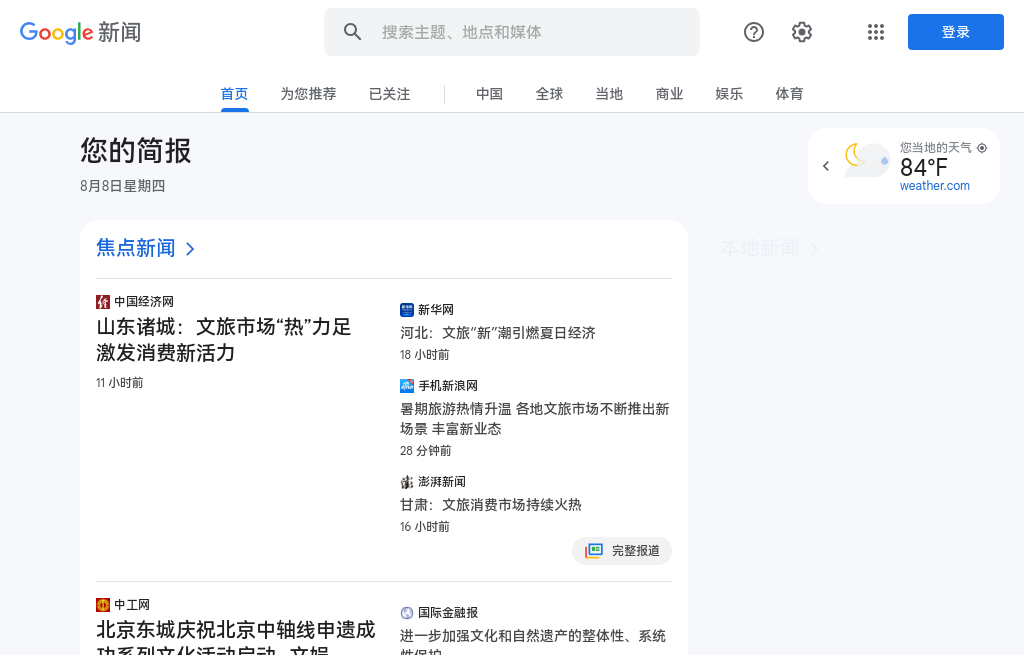 Google 新闻
搜索主题、地点和媒体
登录
首页
为您推荐
已关注
中国
全球
当地
商业
娱乐
体育
您的简报
8月8日星期四
您当地的天气
84°F
weather.com
焦点新闻
本地新闻
中国经济网
山东诸城：文旅市场“热”力足
激发消费新活力
11 小时前
新华网
河北：文旅“新”潮引燃夏日经济
18 小时前
手机新浪网
暑期旅游热情升温 各地文旅市场不断推出新
场景 丰富新业态
28 分钟前
澎湃新闻
甘肃：文旅消费市场持续火热
16 小时前
完整报道
中工网
北京东城庆祝北京中轴线申遗成
功系列文化活动启动_文娱
国际金融报
进一步加强文化和自然遗产的整体性、系统
性保护